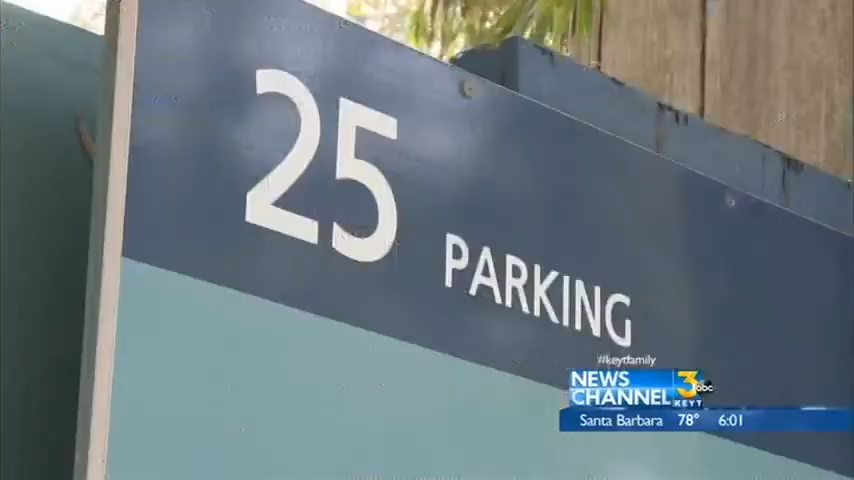 25 PARKING
#keytfamily
NEWS
CHANNEL 3 abc
KEYT
Santa Barbara 78° 6:01